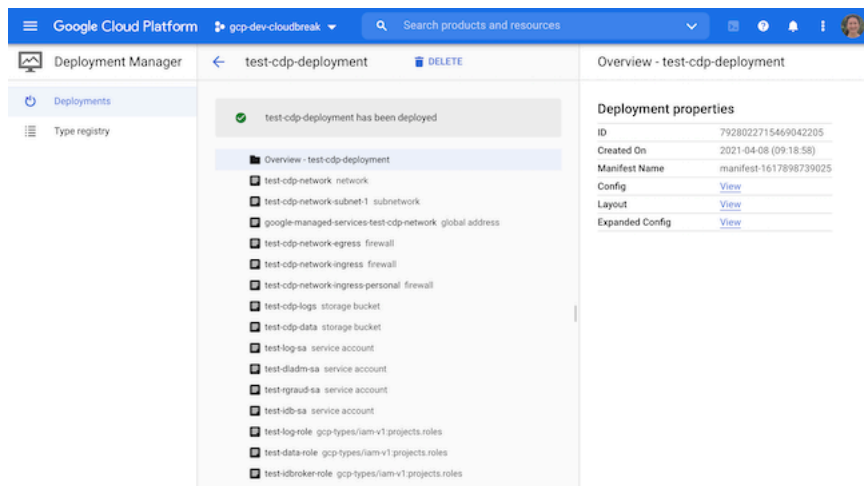 Google Cloud Platform
gcp-dev-cloudbreak
Search products and resources
Deployment Manager
Deployments
Type registry
test-cdp-deployment
DELETE
test-cdp-deployment has been deployed
Overview - test-cdp-deployment
test-cdp-network network
test-cdp-network-subnet-1 subnetwork
google-managed-services-test-cdp-network global address
test-cdp-network-egress firewall
test-cdp-network-ingress firewall
test-cdp-network-ingress-personal firewall
test-cdp-logs storage bucket
test-cdp-data storage bucket
test-log-sa service account
test-dladm-sa service account
test-rgraud-sa service account
test-idb-sa service account
test-log-role gcp-types/iam-v1:projects.roles
test-data-role gcp-types/iam-v1:projects.roles
test-idbroker-role gcp-types/iam-v1:projects.roles
Overview - test-cdp-deployment
Deployment properties
ID 7928022715469042205
Created On 2021-04-08 (09:18:58)
Manifest Name manifest-1617898739025
Config View
Layout View
Expanded Config View